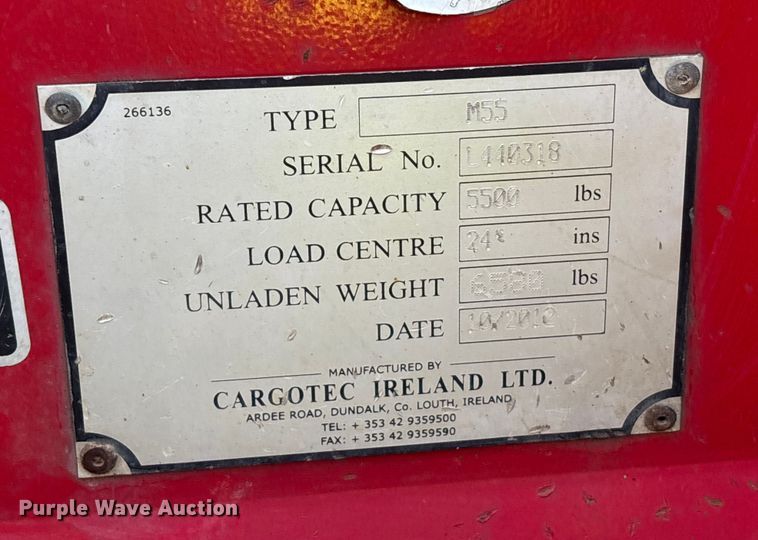 266136
TYPE M55
SERIAL No. L440318
RATED CAPACITY 5500 lbs
LOAD CENTRE 24" ins
UNLADEN WEIGHT lbs
DATE 10/2012
MANUFACTURED BY
CARGOTEC IRELAND LTD.
ARDEE ROAD, DUNDALK, Co. LOUTH, IRELAND
TEL: + 353 42 9359500
FAX: + 353 42 9359590
Purple Wave Auction